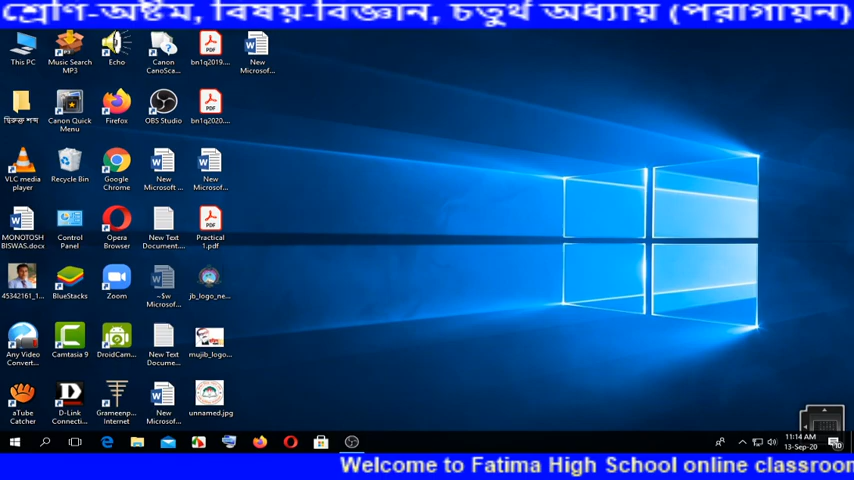 শ্রেণি-অষ্টম, বিষয়-বিজ্ঞান, চতুর্থ অধ্যায় (পরাগায়ন)
This PC
Music Search MP3
Echo
Canon CanoSca...
bn1q2019....
New Microsof...
দ্বিরুক্ত শব্দ
Canon Quick Menu
Firefox
OBS Studio
bn1q2020....
VLC media player
Recycle Bin
Google Chrome
New Microsoft ...
New Microsof...
MONOTOSH BISWAS.docx
Control Panel
Opera Browser
New Text Document....
Practical 1.pdf
45342161_1...
BlueStacks
Zoom
~$w Microsof...
jb_logo_ne...
Any Video Convert...
Camtasia 9
DroidCam...
New Text Docume...
mujib_logo...
aTube Catcher
D-Link Connecti...
Grameenp... Internet
New Microsof...
unnamed.jpg
11:14 AM
13-Sep-20
Welcome to Fatima High School online classroom